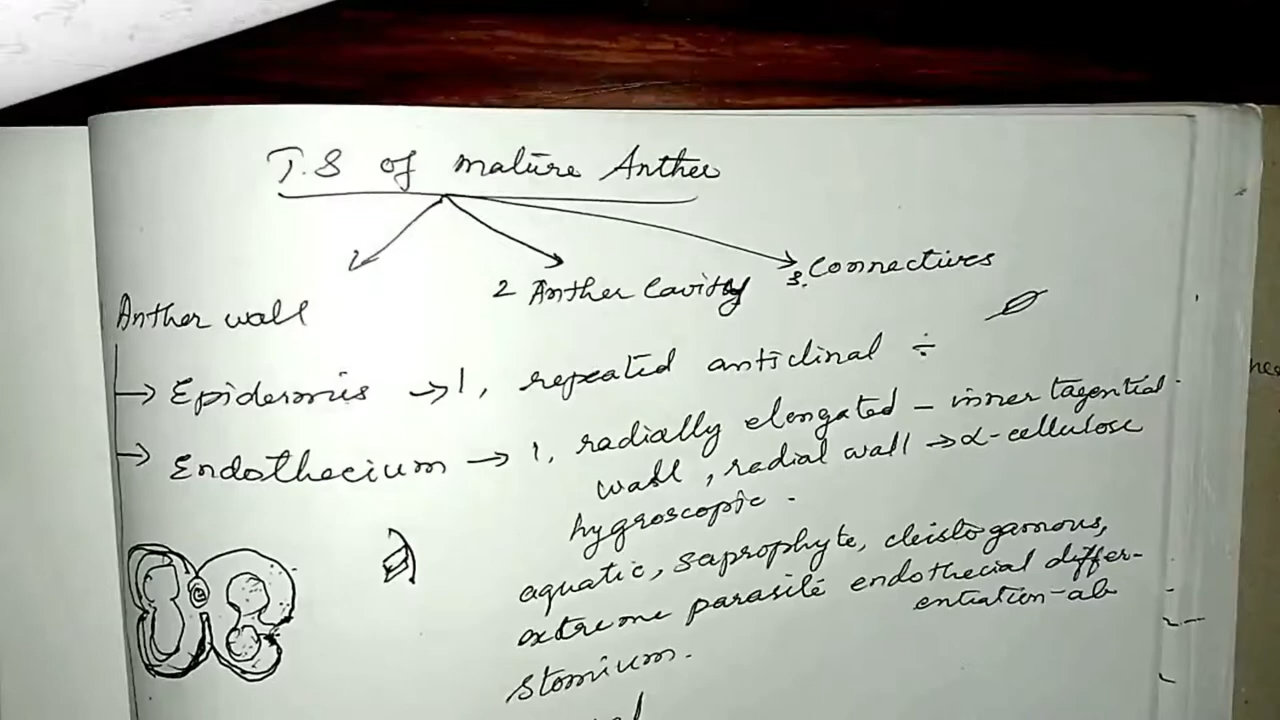 T.S of mature Anther
Anther wall
2 Anther Cavity
3. Connectives
Epidermis → 1, repeated anticlinal ÷
Endothecium → 1, radially elongated – inner tagential
wall, radial wall → α-cellulose
hygroscopic.
aquatic, saprophyte, cleistogamous,
extreme parasite endothecial differ-
entiation-ab
Stomium.